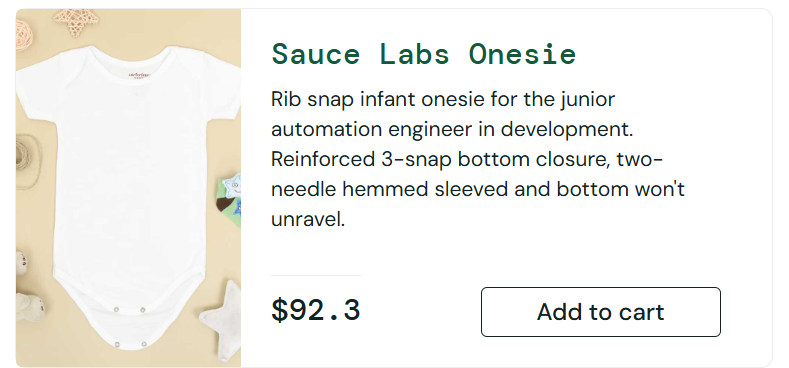 Sauce Labs Onesie
Rib snap infant onesie for the junior
automation engineer in development.
Reinforced 3-snap bottom closure, two-
needle hemmed sleeved and bottom won't
unravel.
$92.3
Add to cart